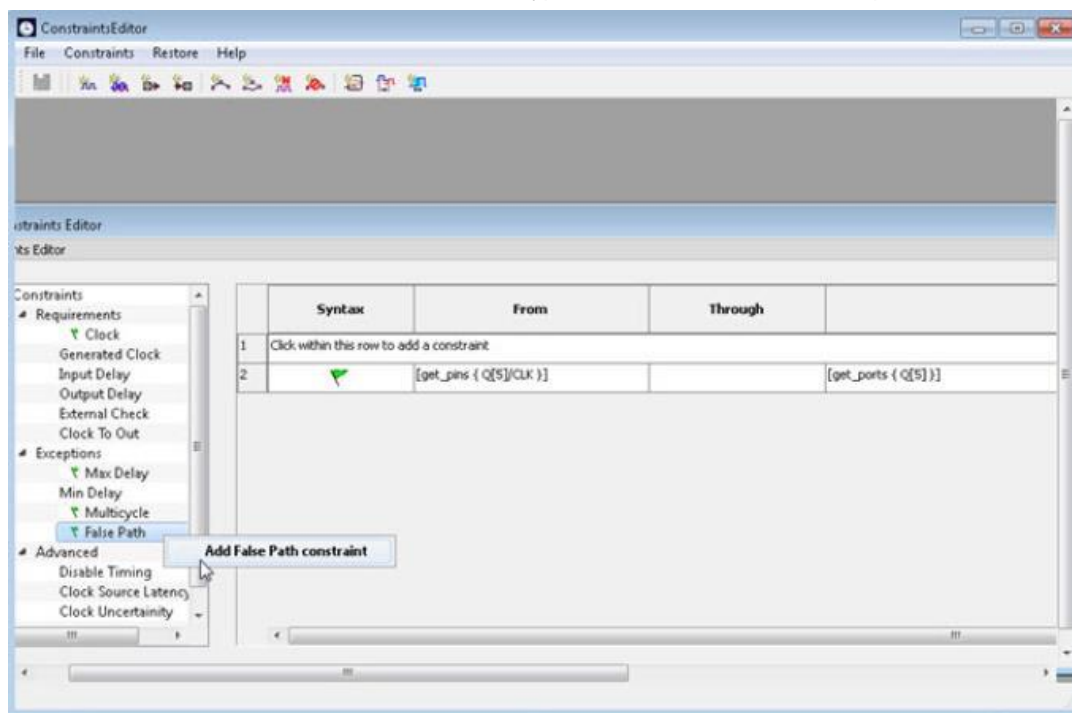 ConstraintsEditor
File Constraints Restore Help
straints Editor
nts Editor
Constraints
Requirements
Clock
Generated Clock
Input Delay
Output Delay
External Check
Clock To Out
Exceptions
Max Delay
Min Delay
Multicycle
False Path
Advanced
Disable Timing
Clock Source Latency
Clock Uncertainity
Syntax From Through
1 Click within this row to add a constraint
2 [get_pins { Q[5]/CLK }] [get_ports { Q[5] }]
Add False Path constraint